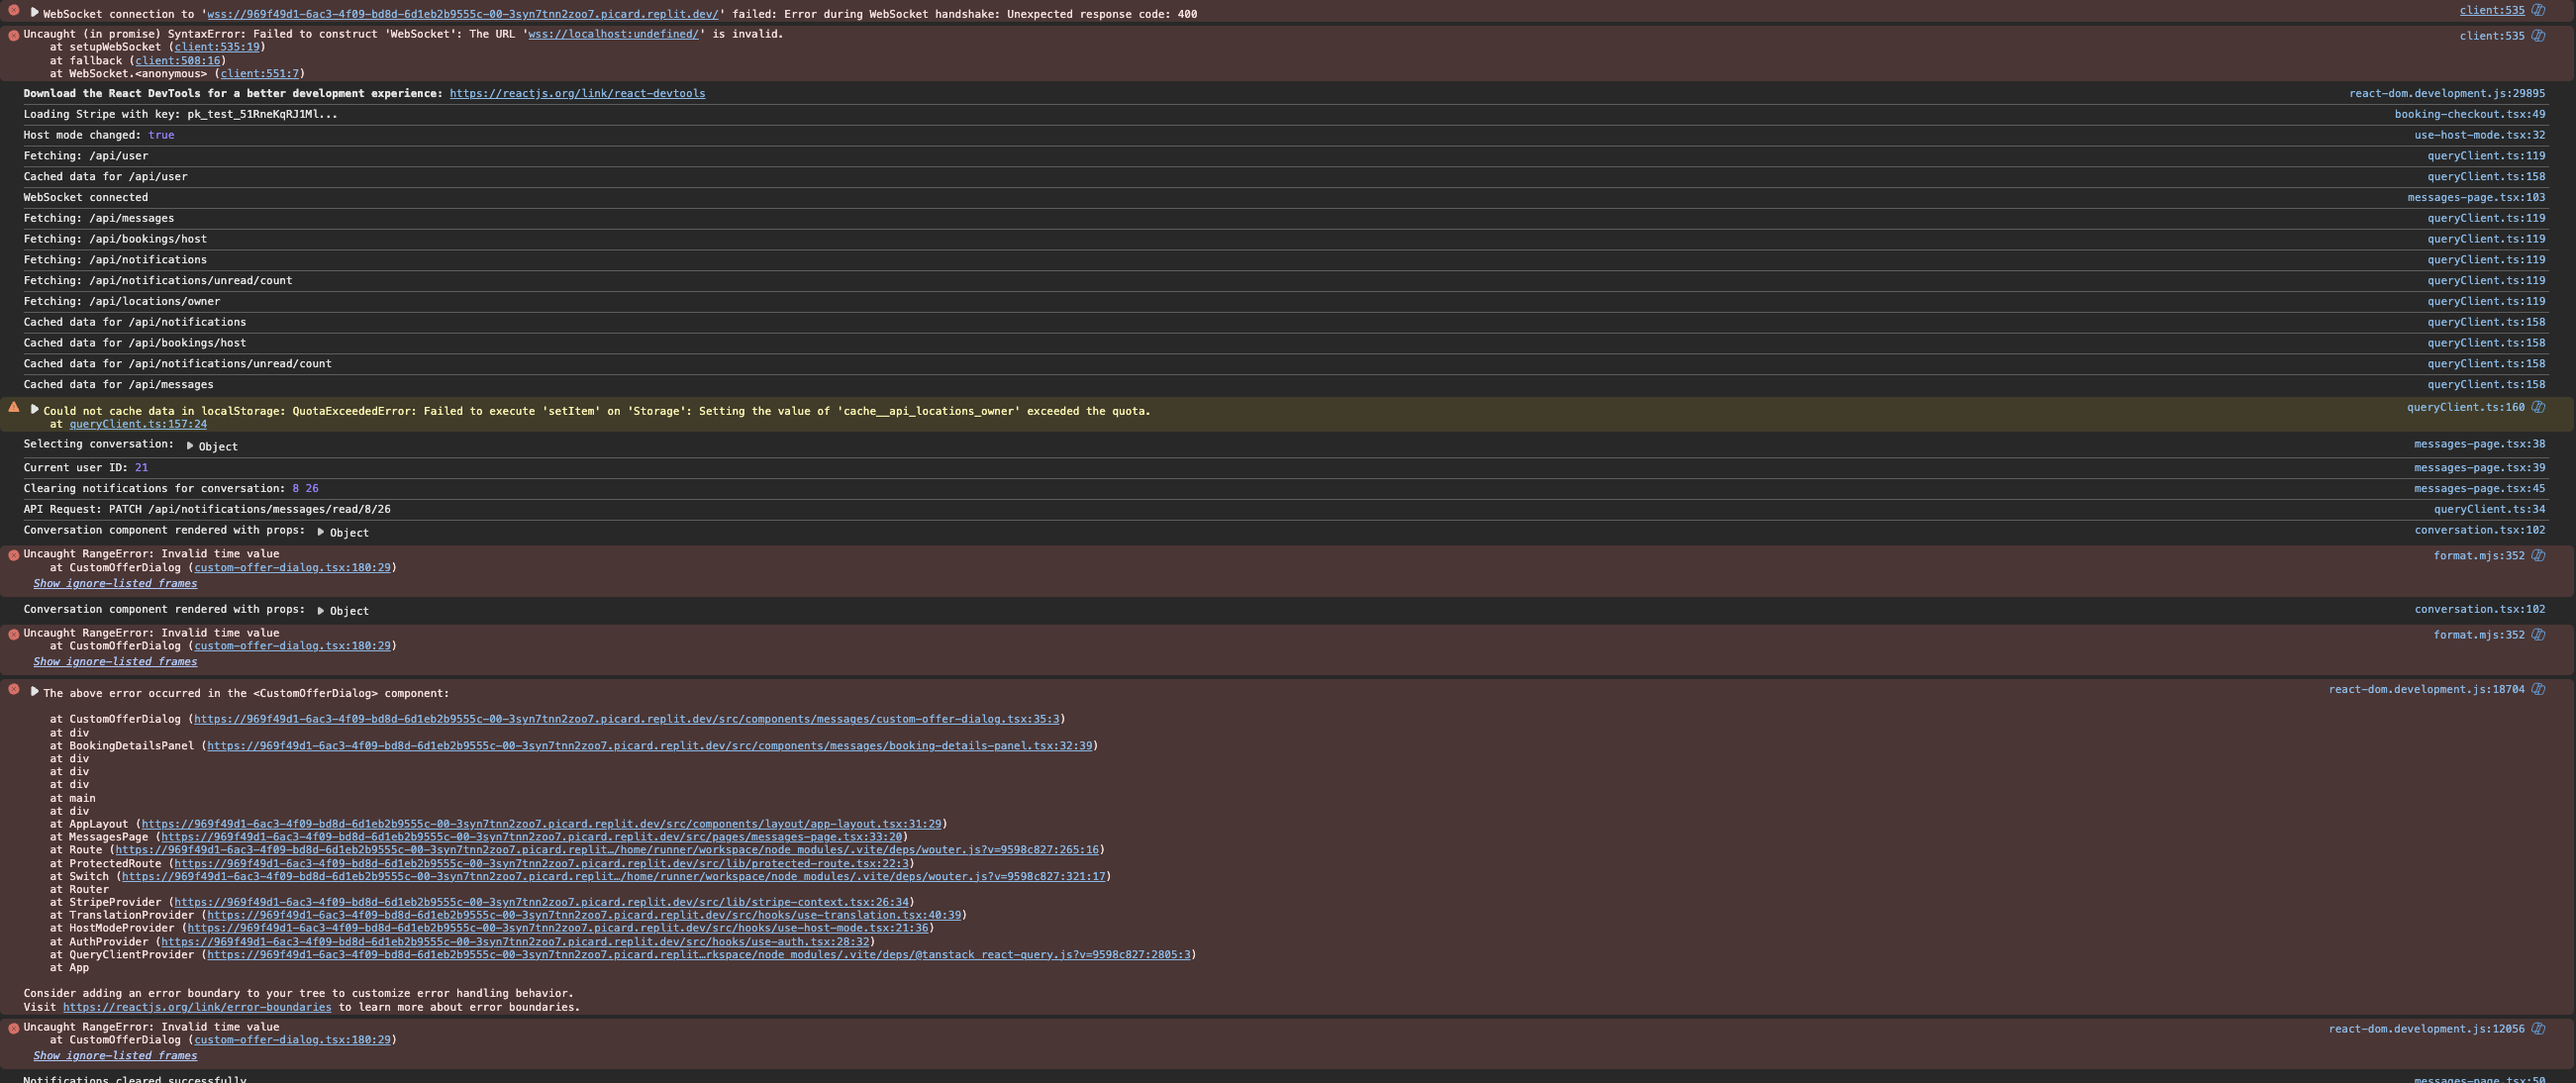 WebSocket connection to 'wss://969f49d1-6ac3-4f09-bd8d-6d1eb2b9555c-00-3syn7tnn2zoo7.picard.replit.dev/' failed: Error during WebSocket handshake: Unexpected response code: 400 client:535
Uncaught (in promise) SyntaxError: Failed to construct 'WebSocket': The URL 'wss://localhost:undefined/' is invalid. client:535
at setupWebSocket (client:535:19)
at fallback (client:508:16)
at WebSocket.<anonymous> (client:551:7)
Download the React DevTools for a better development experience: https://reactjs.org/link/react-devtools react-dom.development.js:29895
Loading Stripe with key: pk_test_51RneKqRJ1Ml... booking-checkout.tsx:49
Host mode changed: true use-host-mode.tsx:32
Fetching: /api/user queryClient.ts:119
Cached data for /api/user queryClient.ts:158
WebSocket connected messages-page.tsx:103
Fetching: /api/messages queryClient.ts:119
Fetching: /api/bookings/host queryClient.ts:119
Fetching: /api/notifications queryClient.ts:119
Fetching: /api/notifications/unread/count queryClient.ts:119
Fetching: /api/locations/owner queryClient.ts:119
Cached data for /api/notifications queryClient.ts:158
Cached data for /api/bookings/host queryClient.ts:158
Cached data for /api/notifications/unread/count queryClient.ts:158
Cached data for /api/messages queryClient.ts:158
Could not cache data in localStorage: QuotaExceededError: Failed to execute 'setItem' on 'Storage': Setting the value of 'cache__api_locations_owner' exceeded the quota. queryClient.ts:160
at queryClient.ts:157:24
Selecting conversation: Object messages-page.tsx:38
Current user ID: 21 messages-page.tsx:39
Clearing notifications for conversation: 8 26 messages-page.tsx:45
API Request: PATCH /api/notifications/messages/read/8/26 queryClient.ts:34
Conversation component rendered with props: Object conversation.tsx:102
Uncaught RangeError: Invalid time value format.mjs:352
at CustomOfferDialog (custom-offer-dialog.tsx:180:29)
Show ignore-listed frames
Conversation component rendered with props: Object conversation.tsx:102
Uncaught RangeError: Invalid time value format.mjs:352
at CustomOfferDialog (custom-offer-dialog.tsx:180:29)
Show ignore-listed frames
The above error occurred in the <CustomOfferDialog> component: react-dom.development.js:18704
at CustomOfferDialog (https://969f49d1-6ac3-4f09-bd8d-6d1eb2b9555c-00-3syn7tnn2zoo7.picard.replit.dev/src/components/messages/custom-offer-dialog.tsx:35:3)
at div
at BookingDetailsPanel (https://969f49d1-6ac3-4f09-bd8d-6d1eb2b9555c-00-3syn7tnn2zoo7.picard.replit.dev/src/components/messages/booking-details-panel.tsx:32:39)
at div
at div
at div
at main
at div
at AppLayout (https://969f49d1-6ac3-4f09-bd8d-6d1eb2b9555c-00-3syn7tnn2zoo7.picard.replit.dev/src/components/layout/app-layout.tsx:31:29)
at MessagesPage (https://969f49d1-6ac3-4f09-bd8d-6d1eb2b9555c-00-3syn7tnn2zoo7.picard.replit.dev/src/pages/messages-page.tsx:33:20)
at Route (https://969f49d1-6ac3-4f09-bd8d-6d1eb2b9555c-00-3syn7tnn2zoo7.picard.replit…/home/runner/workspace/node_modules/.vite/deps/wouter.js?v=9598c827:265:16)
at ProtectedRoute (https://969f49d1-6ac3-4f09-bd8d-6d1eb2b9555c-00-3syn7tnn2zoo7.picard.replit.dev/src/lib/protected-route.tsx:22:3)
at Switch (https://969f49d1-6ac3-4f09-bd8d-6d1eb2b9555c-00-3syn7tnn2zoo7.picard.replit…/home/runner/workspace/node_modules/.vite/deps/wouter.js?v=9598c827:321:17)
at Router
at StripeProvider (https://969f49d1-6ac3-4f09-bd8d-6d1eb2b9555c-00-3syn7tnn2zoo7.picard.replit.dev/src/lib/stripe-context.tsx:26:34)
at TranslationProvider (https://969f49d1-6ac3-4f09-bd8d-6d1eb2b9555c-00-3syn7tnn2zoo7.picard.replit.dev/src/hooks/use-translation.tsx:40:39)
at HostModeProvider (https://969f49d1-6ac3-4f09-bd8d-6d1eb2b9555c-00-3syn7tnn2zoo7.picard.replit.dev/src/hooks/use-host-mode.tsx:21:36)
at AuthProvider (https://969f49d1-6ac3-4f09-bd8d-6d1eb2b9555c-00-3syn7tnn2zoo7.picard.replit.dev/src/hooks/use-auth.tsx:28:32)
at QueryClientProvider (https://969f49d1-6ac3-4f09-bd8d-6d1eb2b9555c-00-3syn7tnn2zoo7.picard.replit…rkspace/node_modules/.vite/deps/@tanstack_react-query.js?v=9598c827:2805:3)
at App
Consider adding an error boundary to your tree to customize error handling behavior.
Visit https://reactjs.org/link/error-boundaries to learn more about error boundaries.
Uncaught RangeError: Invalid time value react-dom.development.js:12056
at CustomOfferDialog (custom-offer-dialog.tsx:180:29)
Show ignore-listed frames
Notifications cleared successfully messages-page.tsx:50